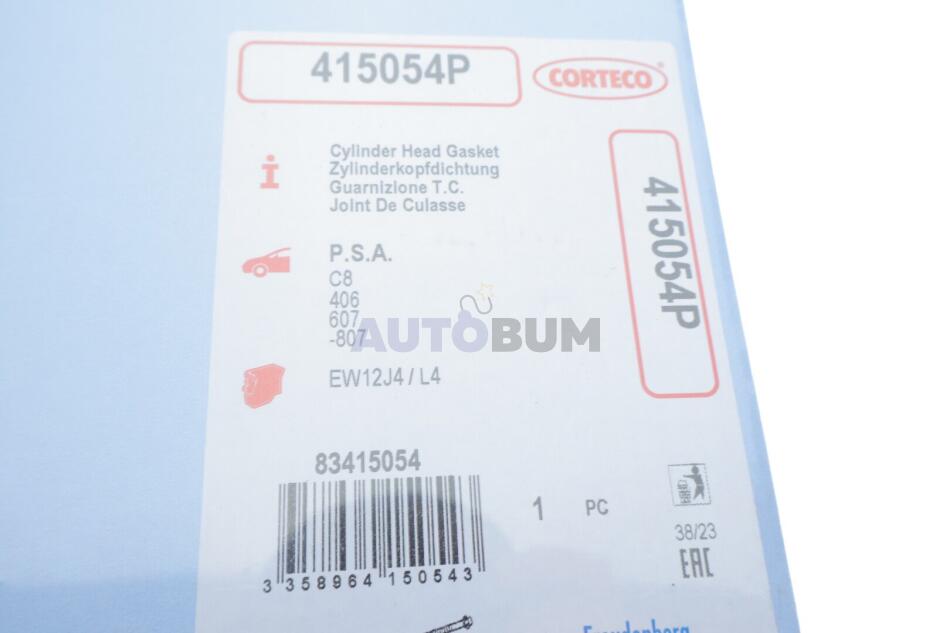 415054P
CORTECO®
415054P
Cylinder Head Gasket
Zylinderkopfdichtung
Guarnizione T.C.
Joint De Culasse
P.S.A.
C8
406
607
-807
AUTOBUM
EW12J4 / L4
83415054
1 PC
38/23
EAC
3 358964 150543
Freudenberg